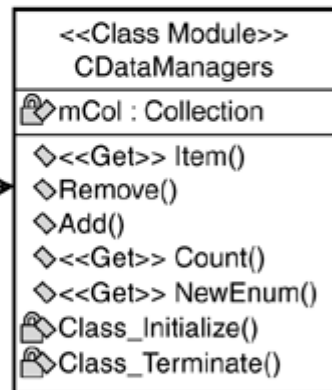 <<Class Module>>
CDataManagers
mCol : Collection
<<Get>> Item()
Remove()
Add()
<<Get>> Count()
<<Get>> NewEnum()
Class_Initialize()
Class_Terminate()